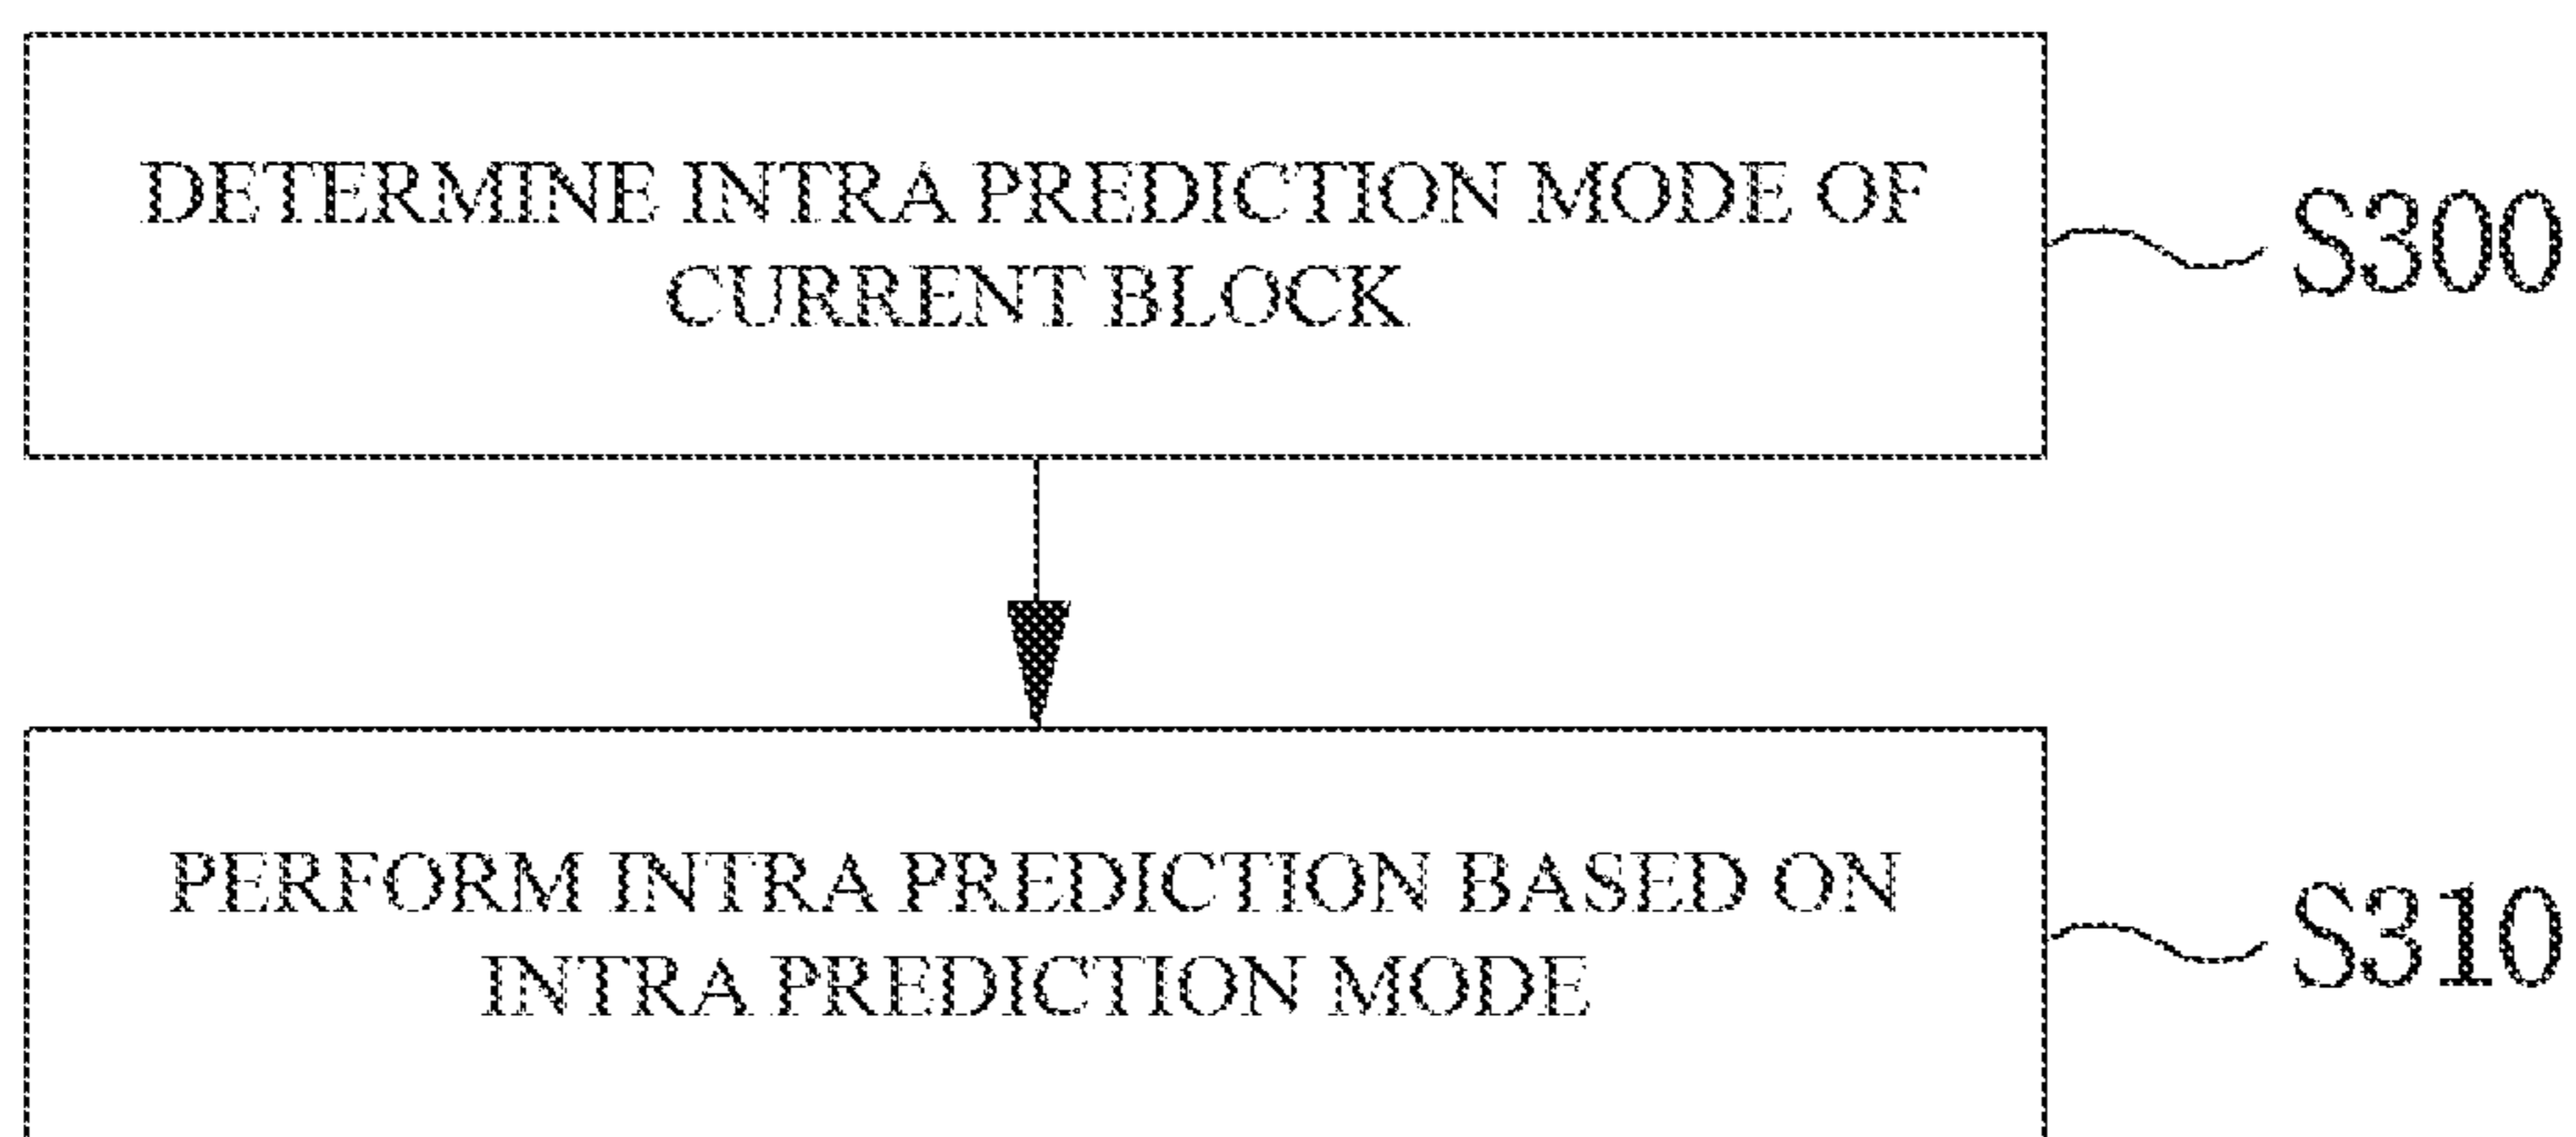 DETERMINE INTRA PREDICTION MODE OF
CURRENT BLOCK
S300
PERFORM INTRA PREDICTION BASED ON
INTRA PREDICTION MODE
S310